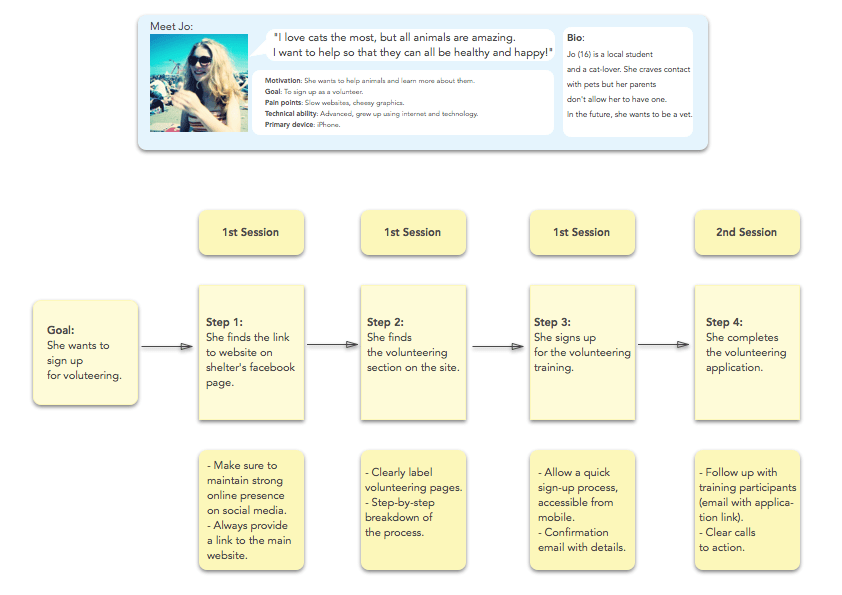 Meet Jo:
"I love cats the most, but all animals are amazing.
I want to help so that they can all be healthy and happy!"
Motivation: She wants to help animals and learn more about them.
Goal: To sign up as a volunteer.
Pain points: Slow websites, cheesy graphics.
Technical ability: Advanced, grew up using internet and technology.
Primary device: iPhone.
Bio:
Jo (16) is a local student
and a cat-lover. She craves contact
with pets but her parents
don't allow her to have one.
In the future, she wants to be a vet.
1st Session
1st Session
1st Session
2nd Session
Goal:
She wants to
sign up
for voluteering.
Step 1:
She finds the link
to website on
shelter's facebook
page.
Step 2:
She finds
the volunteering
section on the site.
Step 3:
She signs up
for the volunteering
training.
Step 4:
She completes
the volunteering
application.
- Make sure to
maintain strong
online presence
on social media.
- Always provide
a link to the main
website.
- Clearly label
volunteering pages.
- Step-by-step
breakdown of
the process.
- Allow a quick
sign-up process,
accessible from
mobile.
- Confirmation
email with details.
- Follow up with
training participants
(email with applica-
tion link).
- Clear calls
to action.